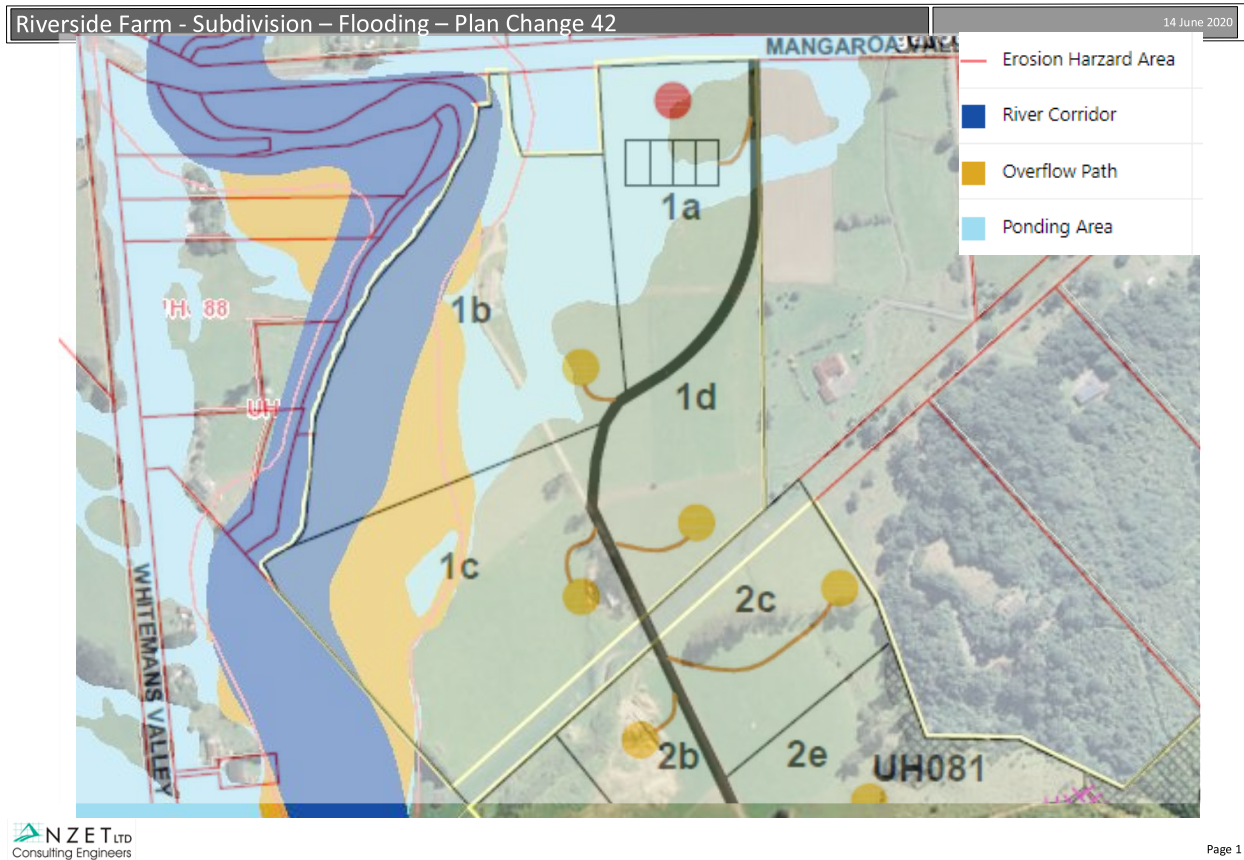 Riverside Farm - Subdivision – Flooding – Plan Change 42
14 June 2020
MANGAROA
Erosion Harzard Area
River Corridor
Overflow Path
Ponding Area
1a
88
1b
UH
1d
1c
2c
WHITEMANS VALLEY
2b
2e
UH081
NZET LTD
Consulting Engineers
Page 1